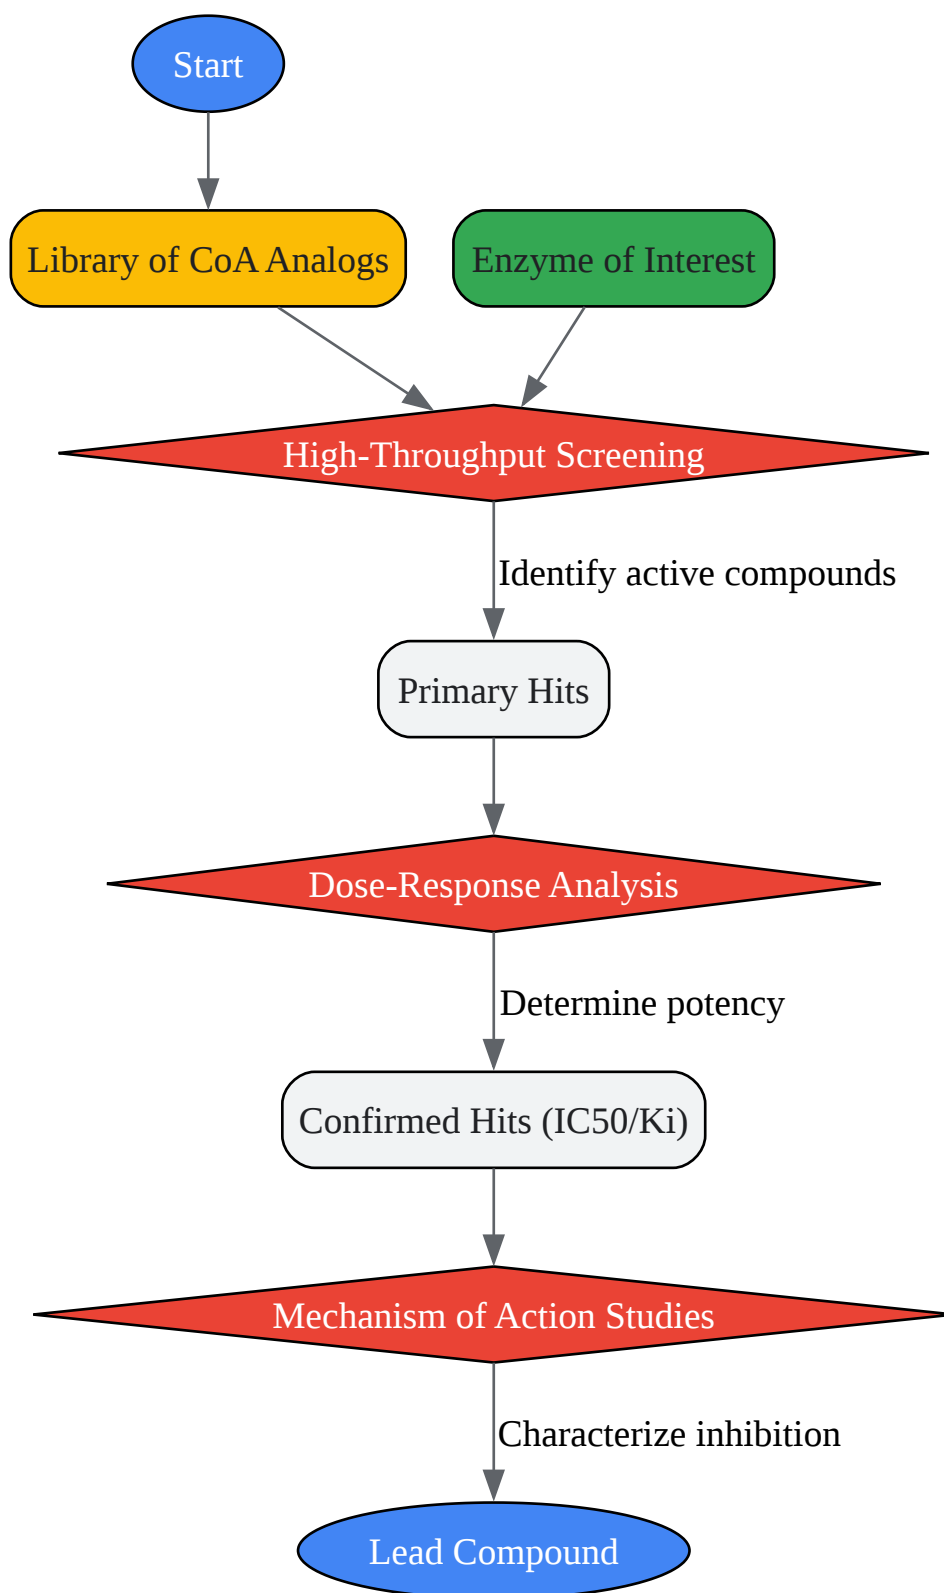 Start
Library of CoA Analogs
Enzyme of Interest
High-Throughput Screening
Identify active compounds
Primary Hits
Dose-Response Analysis
Determine potency
Confirmed Hits (IC50/Ki)
Mechanism of Action Studies
Characterize inhibition
Lead Compound